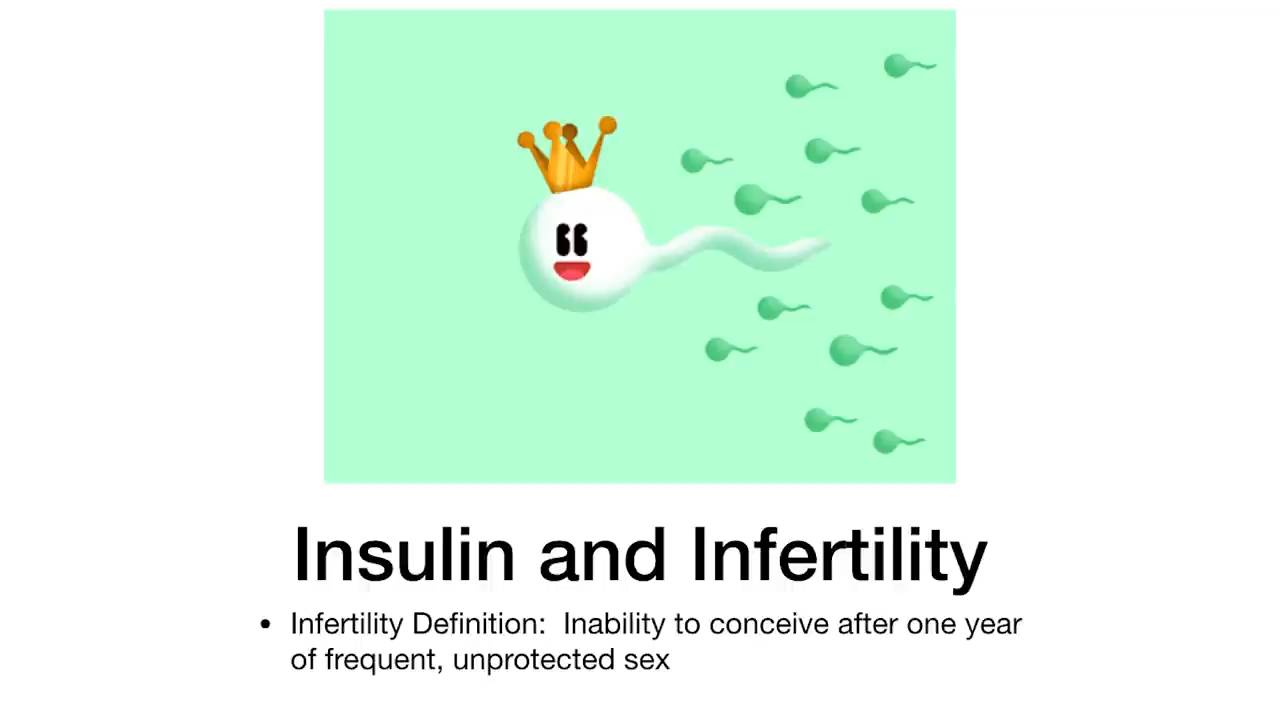 Insulin and Infertility
• Infertility Definition:  Inability to conceive after one year
of frequent, unprotected sex